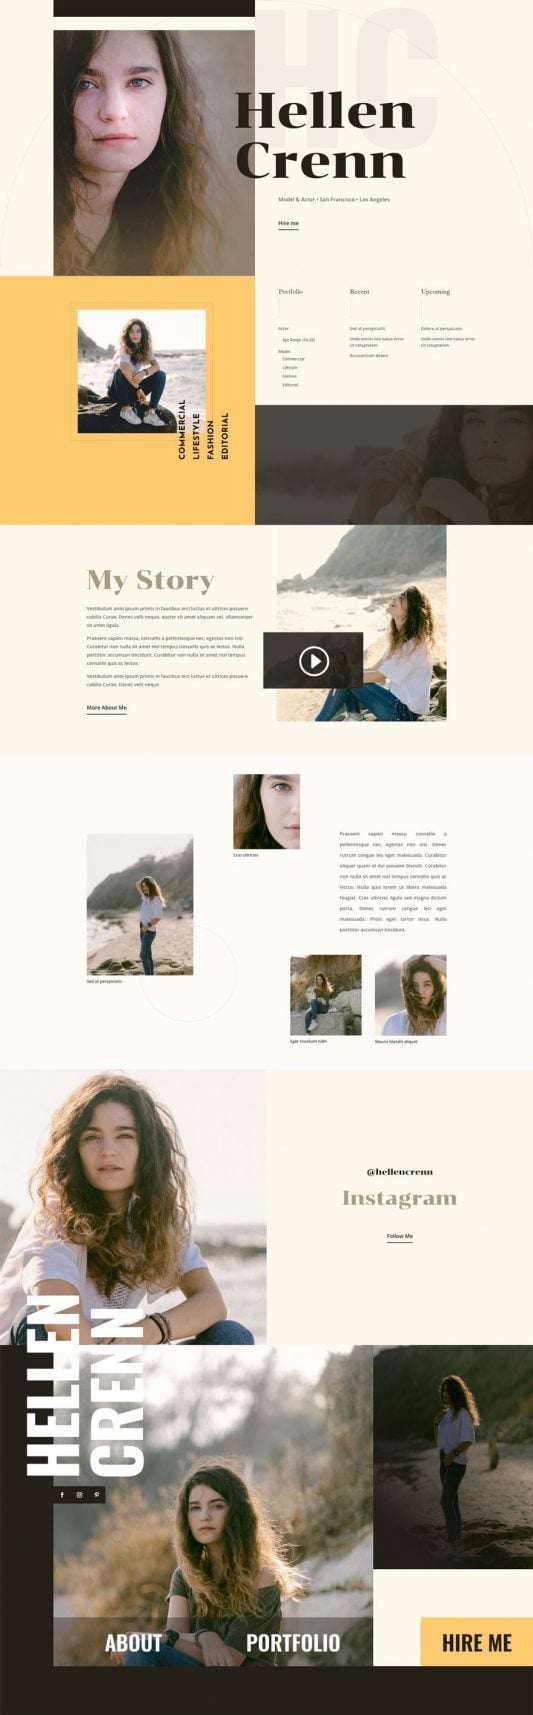 HC
Hellen
Crenn
Model & Actor • San Francisco • Los Angeles
Hire me
Portfolio
Actor
Age Range (16-22)
Model
Commercial
Lifestyle
Fashion
Editorial
Recent
Sed ut perspiciatis
Unde omnis iste natus error
sit voluptatem
Accusantium dolore
Upcoming
Dolore ut perspiciatis
Unde omnis iste natus error
sit voluptatem
COMMERCIAL
LIFESTYLE
FASHION
EDITORIAL
My Story
Vestibulum ante ipsum primis in faucibus orci luctus et ultrices posuere
cubilia Curae; Donec velit neque, auctor sit amet aliquam vel, ullamcorper
sit amet ligula.
Praesent sapien massa, convallis a pellentesque nec, egestas non nisi.
Curabitur non nulla sit amet nisl tempus convallis quis ac lectus. Nulla
porttitor accumsan tincidunt. Curabitur non nulla sit amet nisl tempus
convallis quis ac lectus.
Vestibulum ante ipsum primis in faucibus orci luctus et ultrices posuere
cubilia Curae; Donec velit neque
More About Me
Cras ultricies
Sed ut perspiciatis
Praesent sapien massa, convallis a
pellentesque nec, egestas non nisi. Donec
rutrum congue leo eget malesuada. Curabitur
aliquet quam id dui posuere blandit. Curabitur
non nulla sit amet nisl tempus convallis quis ac
lectus. Nulla quis lorem ut libero malesuada
feugiat. Cras ultricies ligula sed magna dictum
porta. Donec rutrum congue leo eget
malesuada. Proin eget tortor risus. Nulla
porttitor accumsan tincidunt.
Eget tincidunt nibh
Mauris blandit aliquet
@hellencrenn
Instagram
Follow Me
HELLEN
CRENN
ABOUT
PORTFOLIO
HIRE ME